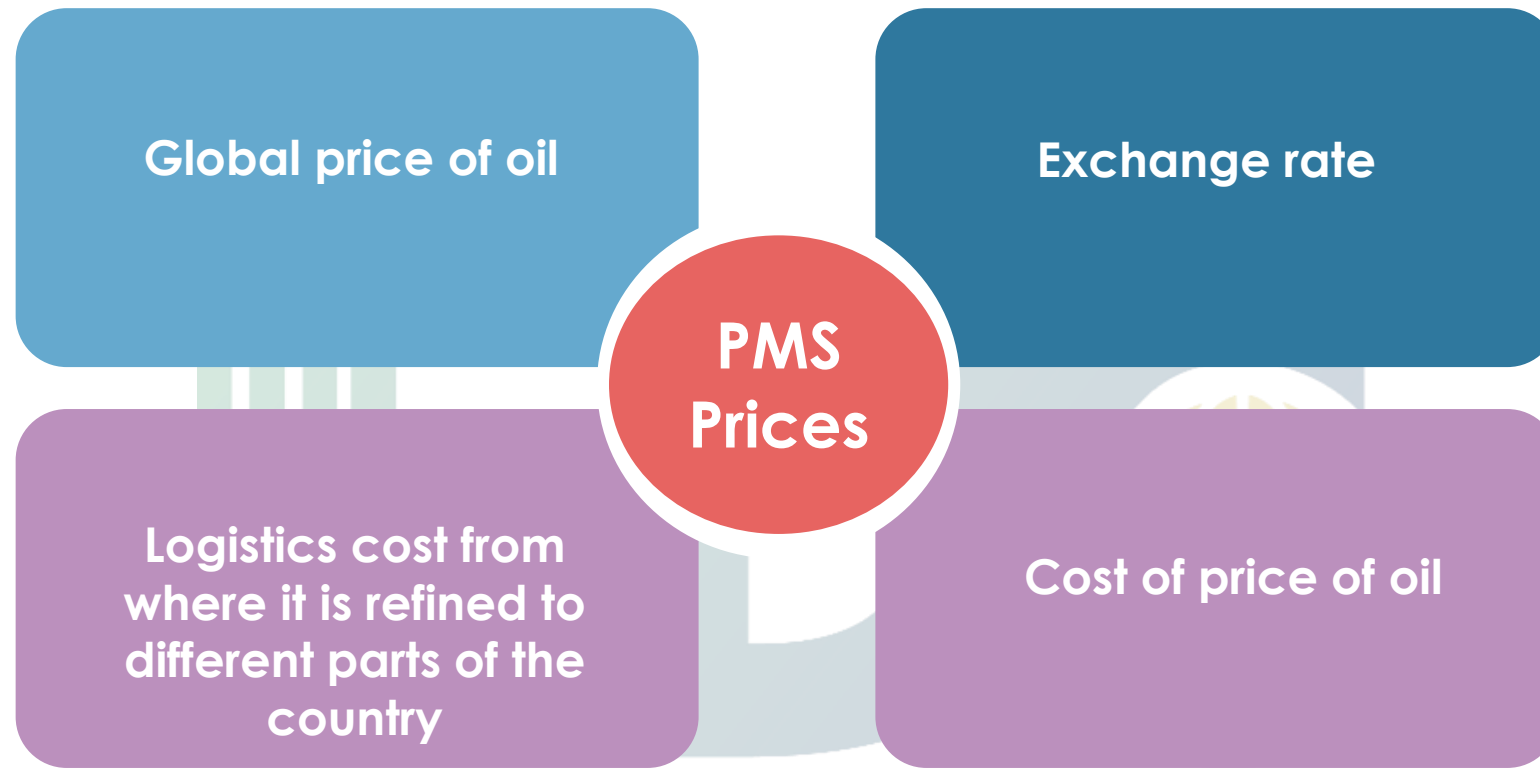 Global price of oil
Exchange rate
PMS
Prices
Logistics cost from
where it is refined to
different parts of the
country
Cost of price of oil